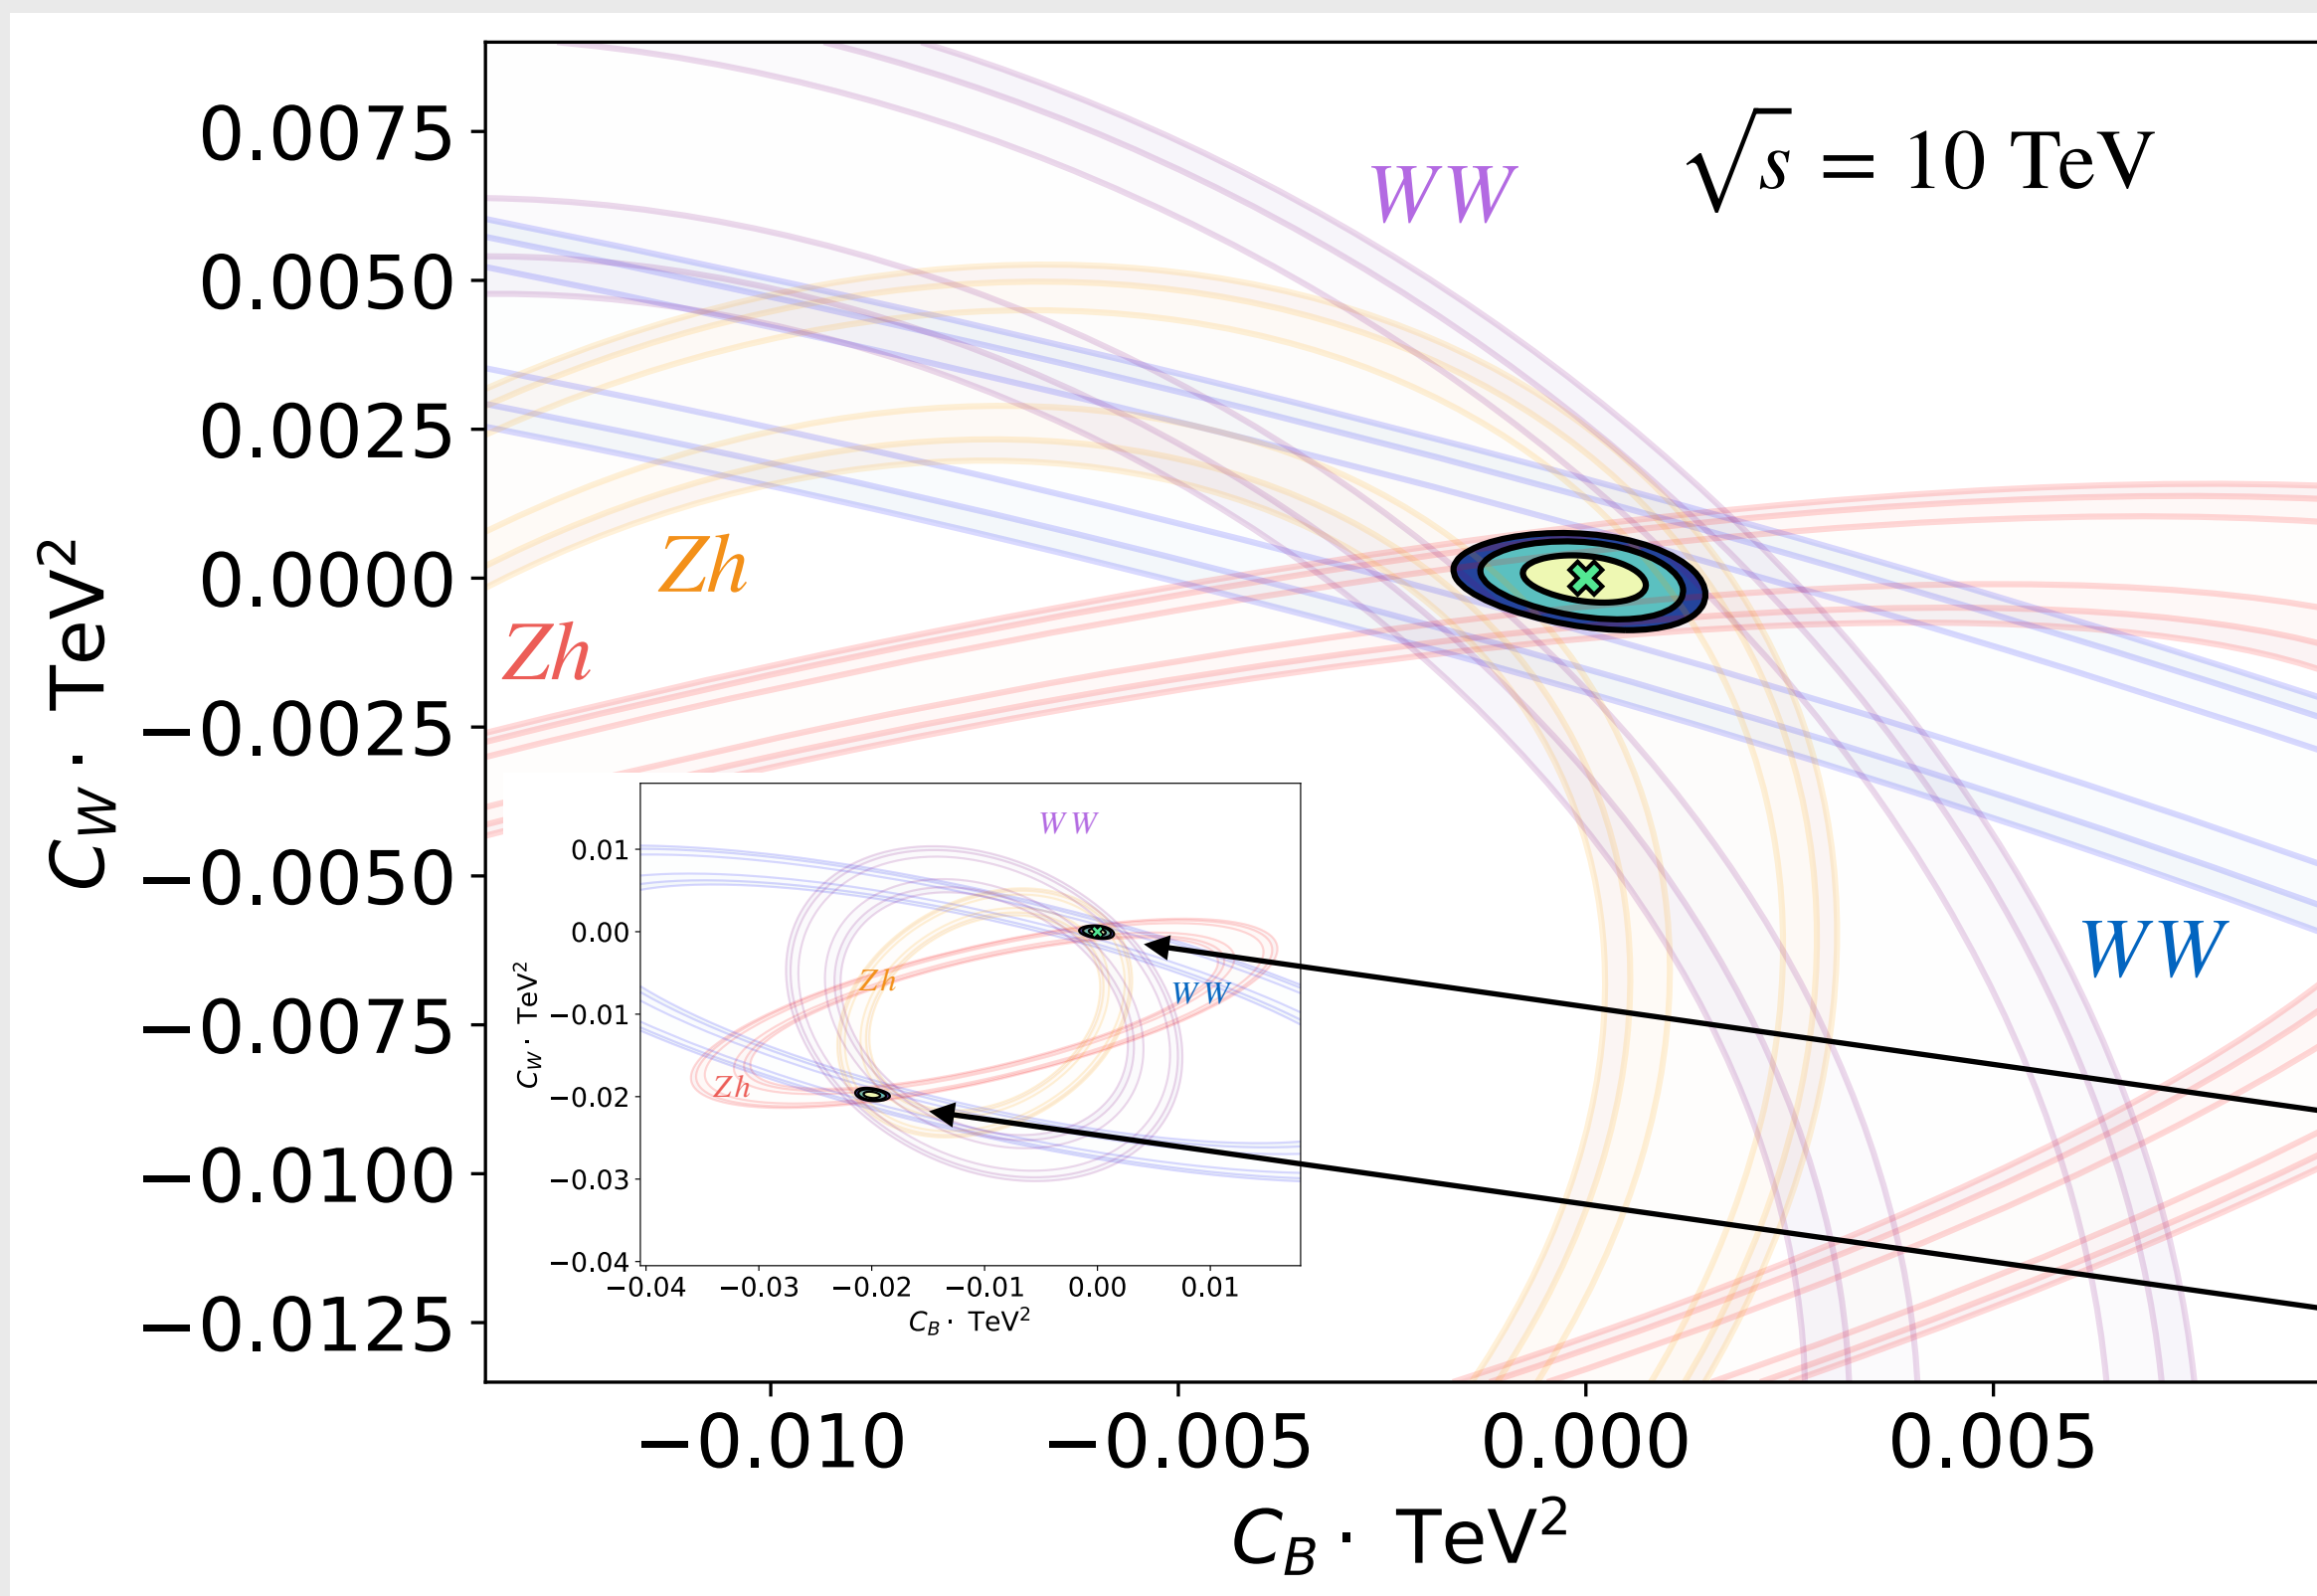 0.0075
0.0050
0.0025
0.0000
−0.0025
−0.0050
−0.0075
−0.0100
−0.0125
C_W · TeV²
WW
√s = 10 TeV
Zh
Zh
WW
−0.010
−0.005
0.000
0.005
C_B · TeV²
WW
0.01
0.00
−0.01
−0.02
−0.03
−0.04
C_W · TeV²
Zh
WW
Zh
−0.04
−0.03
−0.02
−0.01
0.00
0.01
C_B · TeV²